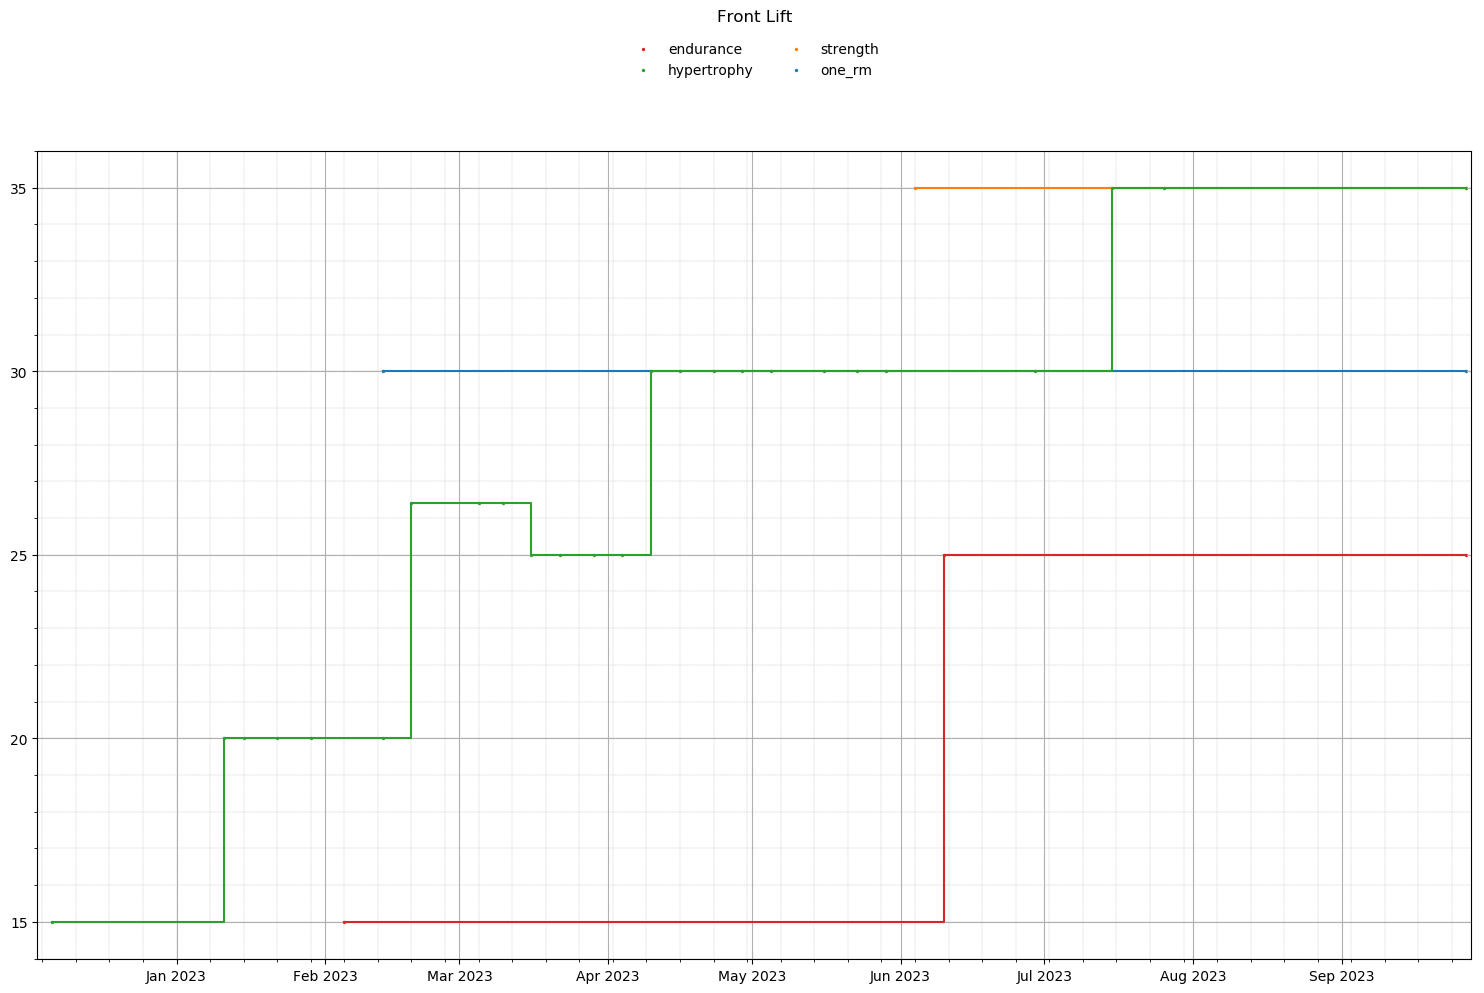 Front Lift
endurance strength
hypertrophy one_rm
35
30
25
20
15
Jan 2023 Feb 2023 Mar 2023 Apr 2023 May 2023 Jun 2023 Jul 2023 Aug 2023 Sep 2023